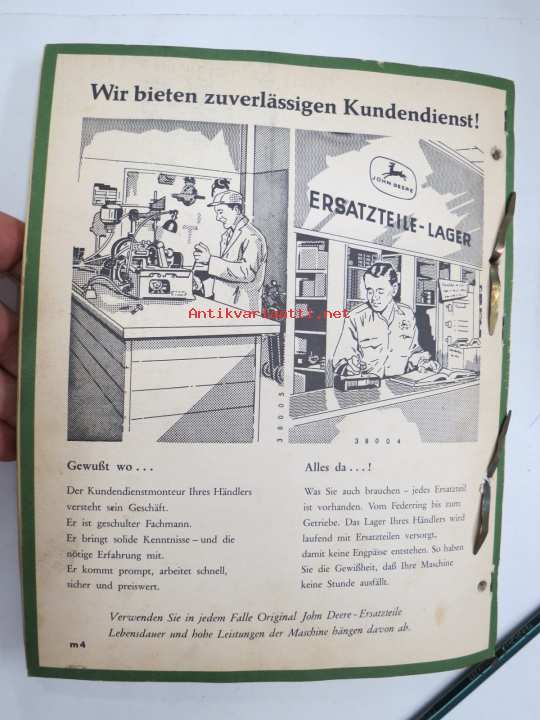 Wir bieten zuverlässigen Kundendienst!
JOHN DEERE
ERSATZTEILE-LAGER
Antikvariaatti.net
38005
38004
Gewußt wo . . .
Der Kundendienstmonteur Ihres Händlers
versteht sein Geschäft.
Er ist geschulter Fachmann.
Er bringt solide Kenntnisse – und die
nötige Erfahrung mit.
Er kommt prompt, arbeitet schnell,
sicher und preiswert.
Alles da . . . !
Was Sie auch brauchen – jedes Ersatzteil
ist vorhanden. Vom Federring bis zum
Getriebe. Das Lager Ihres Händlers wird
laufend mit Ersatzteilen versorgt,
damit keine Engpässe entstehen. So haben
Sie die Gewißheit, daß Ihre Maschine
keine Stunde ausfällt.
Verwenden Sie in jedem Falle Original John Deere-Ersatzteile
Lebensdauer und hohe Leistungen der Maschine hängen davon ab.
m4